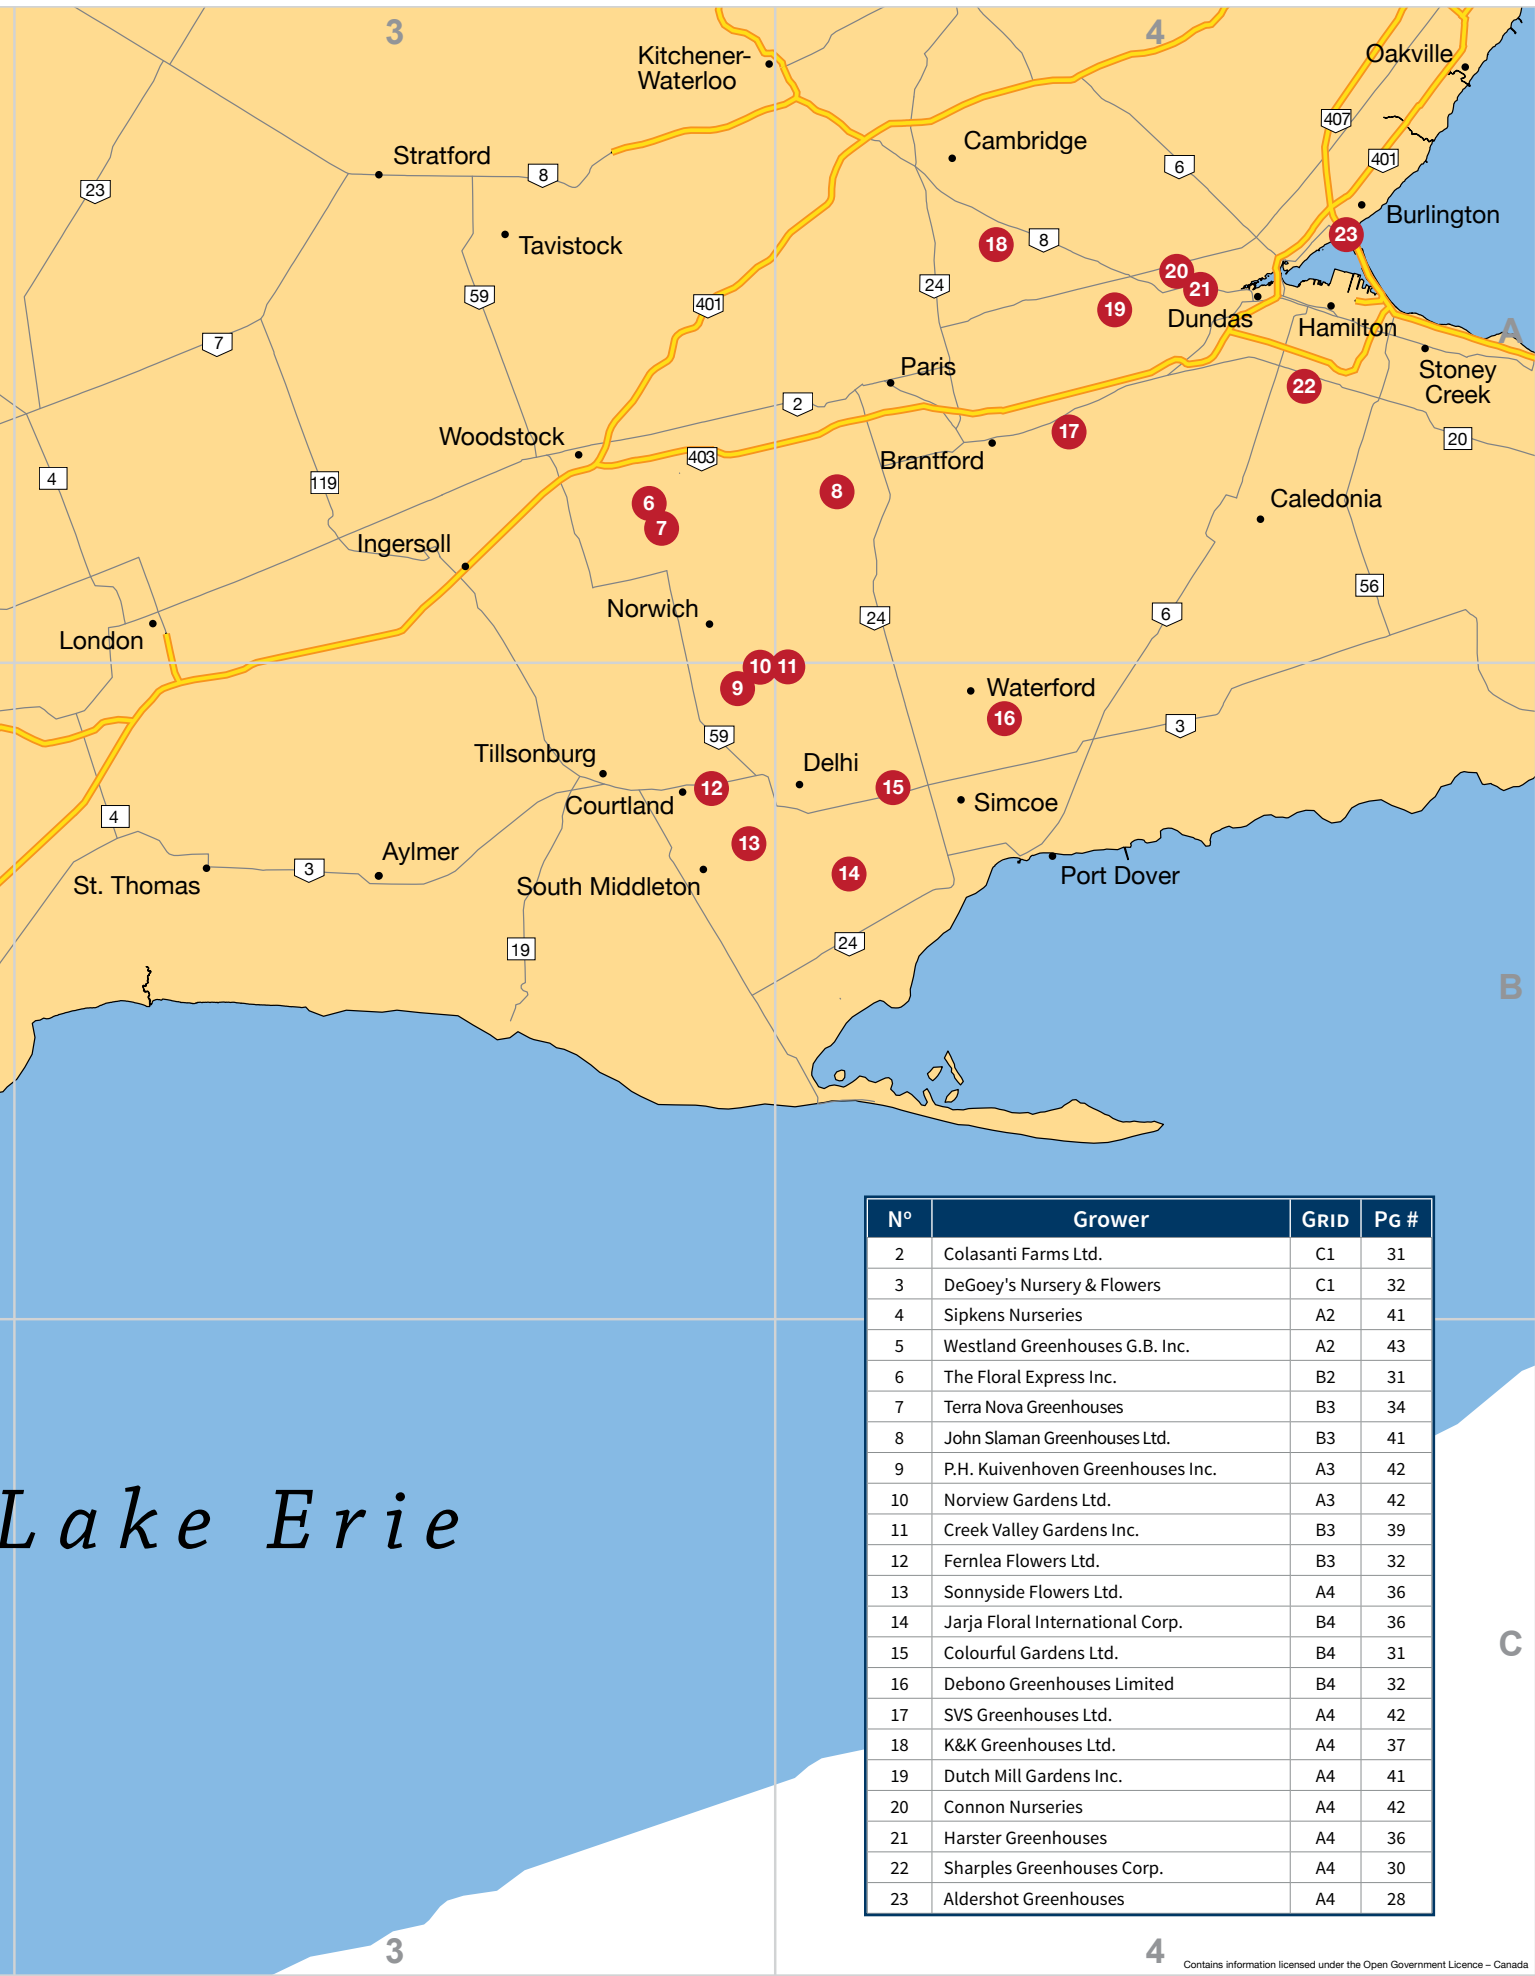 3
4
Kitchener-
Waterloo
Oakville
407
Cambridge
Stratford
8
6
401
23
Burlington
Tavistock
18
8
23
20
24
21
59
401
19
Dundas
Hamilton
A
7
Paris
Stoney
Creek
22
2
Woodstock
17
20
403
Brantford
4
119
8
6
Caledonia
7
Ingersoll
56
Norwich
24
6
London
10
11
9
Waterford
16
3
59
Tillsonburg
Delhi
12
15
Courtland
Simcoe
4
13
Aylmer
3
14
St. Thomas
South Middleton
Port Dover
24
19
B
Nº Grower GRID PG #
2 Colasanti Farms Ltd. C1 31
3 DeGoey's Nursery & Flowers C1 32
4 Sipkens Nurseries A2 41
5 Westland Greenhouses G.B. Inc. A2 43
6 The Floral Express Inc. B2 31
7 Terra Nova Greenhouses B3 34
8 John Slaman Greenhouses Ltd. B3 41
9 P.H. Kuivenhoven Greenhouses Inc. A3 42
10 Norview Gardens Ltd. A3 42
11 Creek Valley Gardens Inc. B3 39
12 Fernlea Flowers Ltd. B3 32
13 Sonnyside Flowers Ltd. A4 36
14 Jarja Floral International Corp. B4 36
15 Colourful Gardens Ltd. B4 31
16 Debono Greenhouses Limited B4 32
17 SVS Greenhouses Ltd. A4 42
18 K&K Greenhouses Ltd. A4 37
19 Dutch Mill Gardens Inc. A4 41
20 Connon Nurseries A4 42
21 Harster Greenhouses A4 36
22 Sharples Greenhouses Corp. A4 30
23 Aldershot Greenhouses A4 28
Lake Erie
C
3
4
Contains information licensed under the Open Government Licence – Canada